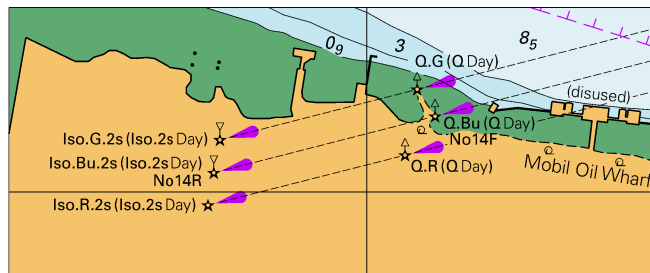 0₉ 3 8₅
Q.G (Q Day)
(disused)
Iso.G.2s (Iso.2s Day)
Q.Bu (Q Day)
No14F
Iso.Bu.2s (Iso.2s Day)
No14R
Q.R (Q Day)
Mobil Oil Wharf
Iso.R.2s (Iso.2s Day)